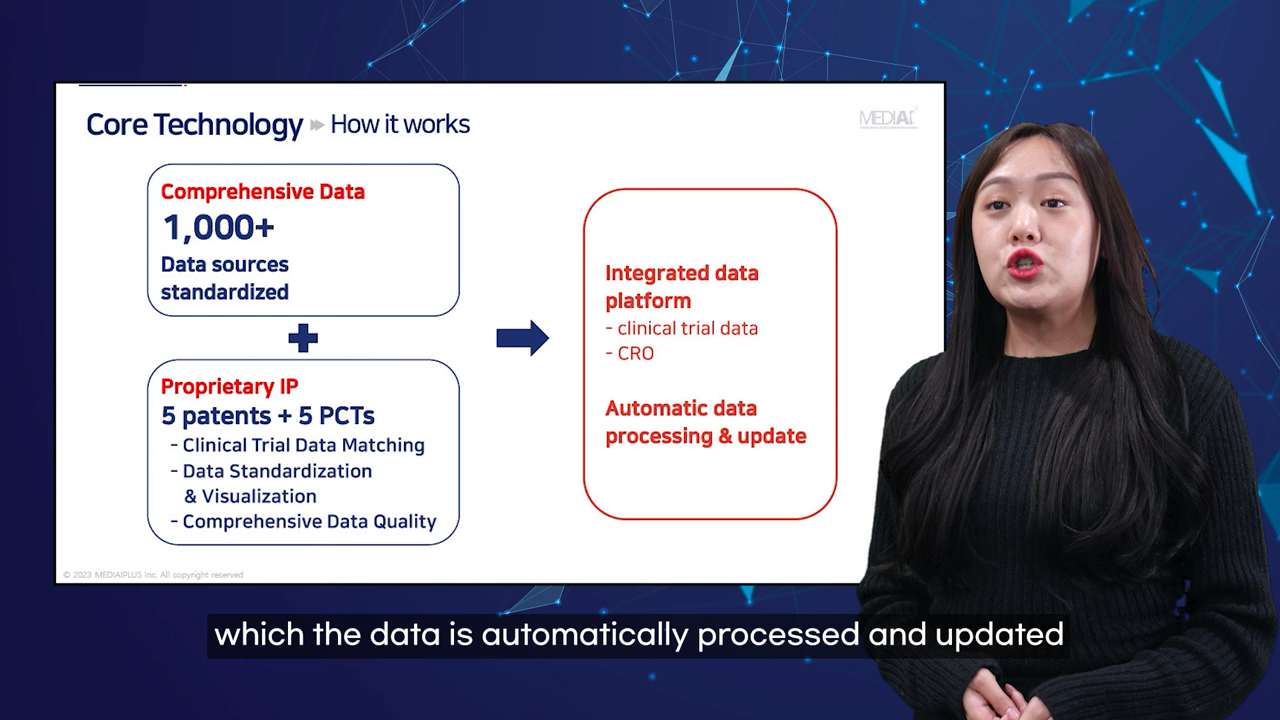 Core Technology How it works
MEDIAI
Comprehensive Data
1,000+
Data sources
standardized
Proprietary IP
5 patents + 5 PCTs
- Clinical Trial Data Matching
- Data Standardization
& Visualization
- Comprehensive Data Quality
Integrated data
platform
- clinical trial data
- CRO
Automatic data
processing & update
© 2023 MEDIAIPLUS Inc. All copyright reserved
which the data is automatically processed and updated